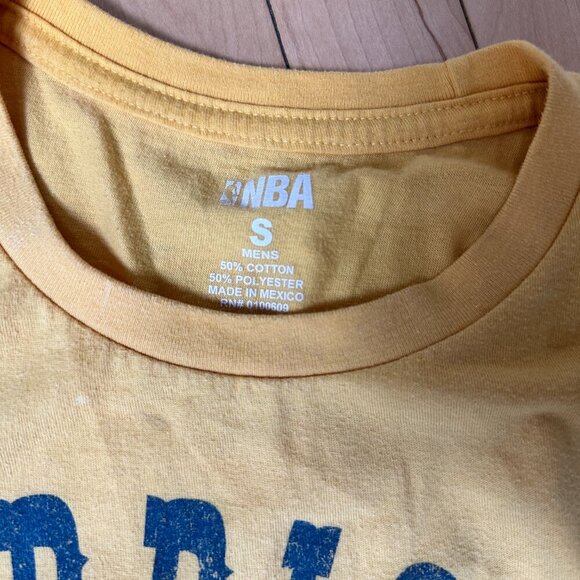 NBA
S
MENS
50% COTTON
50% POLYESTER
MADE IN MEXICO
RN# 0100609